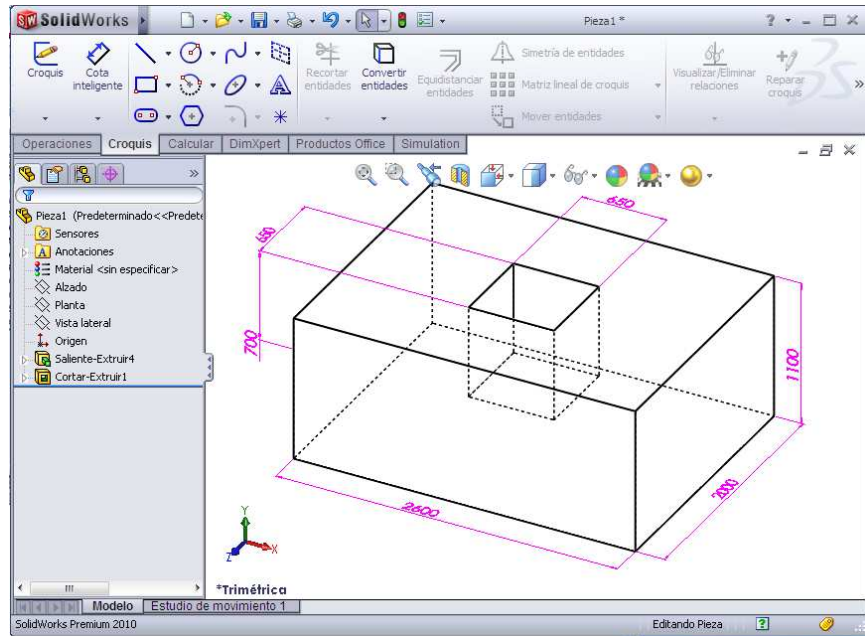 SolidWorks
Pieza1 *
Croquis
Cota inteligente
Recortar entidades
Convertir entidades
Equidistanciar entidades
Simetría de entidades
Matriz lineal de croquis
Mover entidades
Visualizar/Eliminar relaciones
Reparar croquis
Operaciones Croquis Calcular DimXpert Productos Office Simulation
Pieza1 (Predeterminado<<Predete
Sensores
Anotaciones
Material <sin especificar>
Alzado
Planta
Vista lateral
Origen
Saliente-Extruir4
Cortar-Extruir1
650
650
700
1100
2000
2600
Y
X
Z
*Trimétrica
Modelo Estudio de movimiento 1
SolidWorks Premium 2010 Editando Pieza